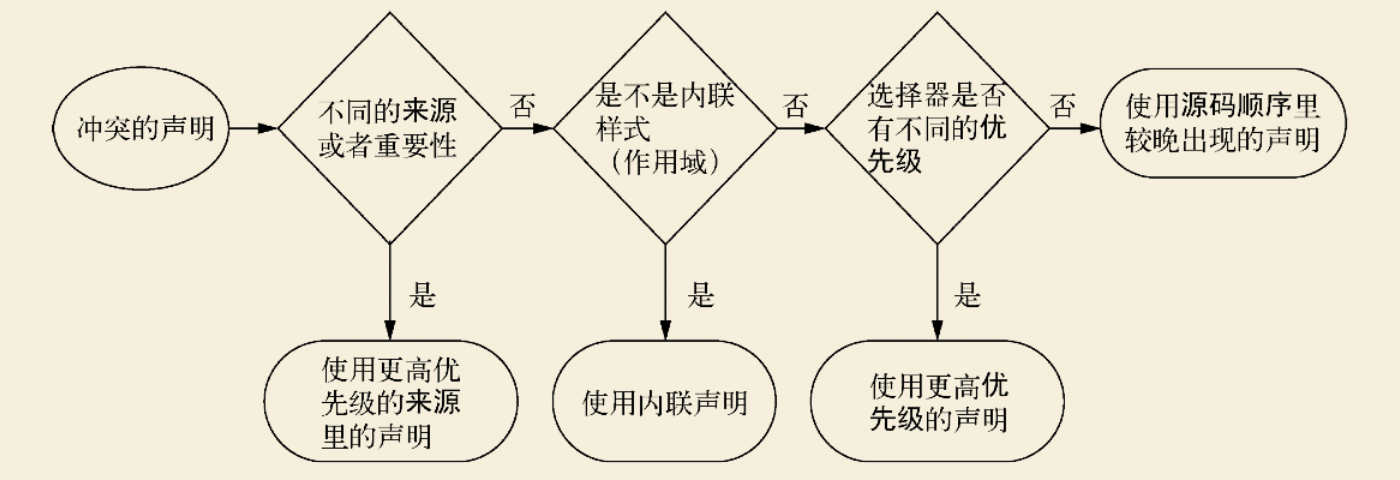 冲突的声明
不同的来源
或者重要性
否
是不是内联
样式
（作用域）
否
选择器是否
有不同的优
先级
否
使用源码顺序里
较晚出现的声明
是
是
是
使用更高优
先级的来源
里的声明
使用内联声明
使用更高优
先级的声明